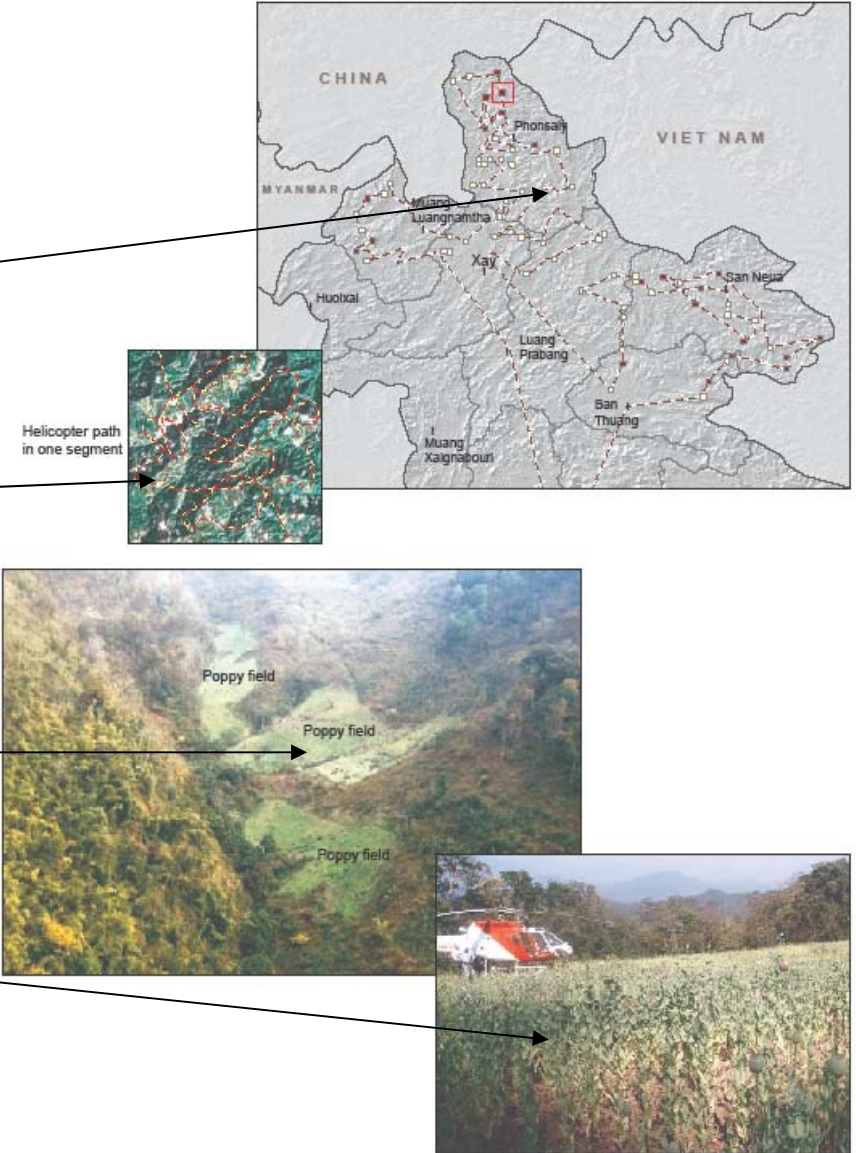 CHINA
VIET NAM
Phonsaly
MYANMAR
Muang
Luangnamtha
Xay
San Neua
Huoixai
Luang
Prabang
Ban
Thuang
Muang
Xaignabouri
Helicopter path
in one segment
Poppy field
Poppy field
Poppy field